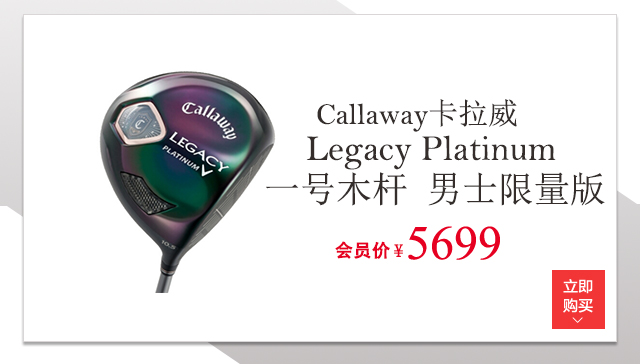 Callaway卡拉威
Legacy Platinum
一号木杆 男士限量版
会员价¥5699
立即
购买
Callaway
LEGACY
PLATINUM
C